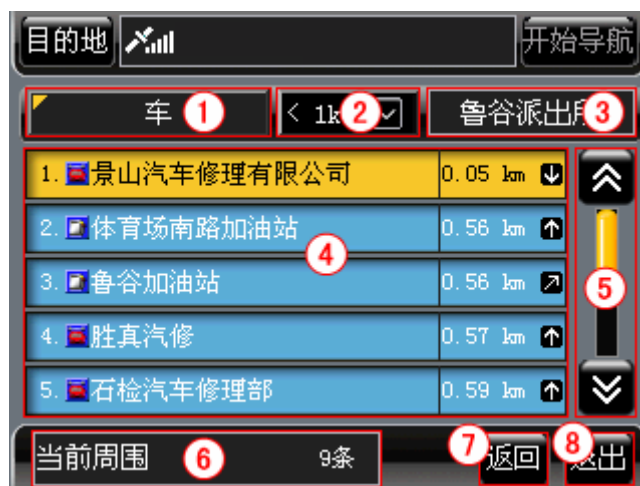 目的地 开始导航
车 1 < 1k 2 鲁谷派出 3
1. 景山汽车修理有限公司 0.05 km
2. 体育场南路加油站 0.56 km
3. 鲁谷加油站 0.56 km
4. 胜真汽修 0.57 km
5. 石检汽车修理部 0.59 km
4
5
当前周围 6 9条 7 返回 8 退出